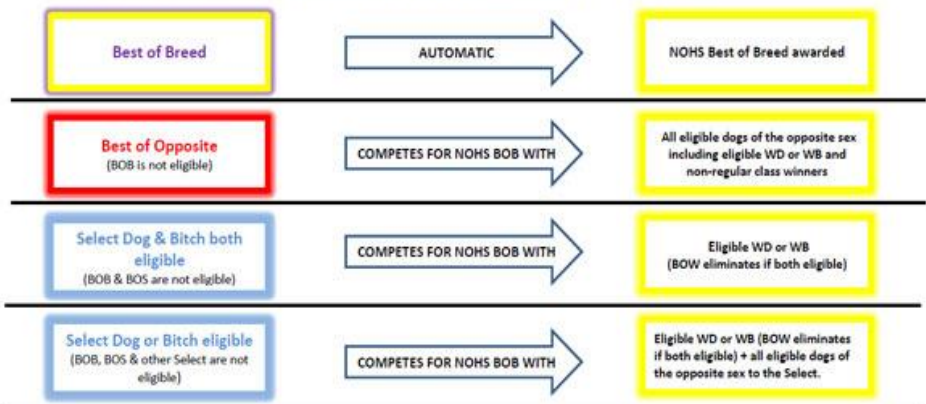 Best of Breed
AUTOMATIC
NOHS Best of Breed awarded
Best of Opposite
(BOB is not eligible)
COMPETES FOR NOHS BOB WITH
All eligible dogs of the opposite sex
including eligible WD or WB and
non-regular class winners
Select Dog & Bitch both
eligible
(BOB & BOS are not eligible)
COMPETES FOR NOHS BOB WITH
Eligible WD or WB
(BOW eliminates if both eligible)
Select Dog or Bitch eligible
(BOB, BOS & other Select are not
eligible)
COMPETES FOR NOHS BOB WITH
Eligible WD or WB (BOW eliminates
if both eligible) + all eligible dogs of
the opposite sex to the Select.